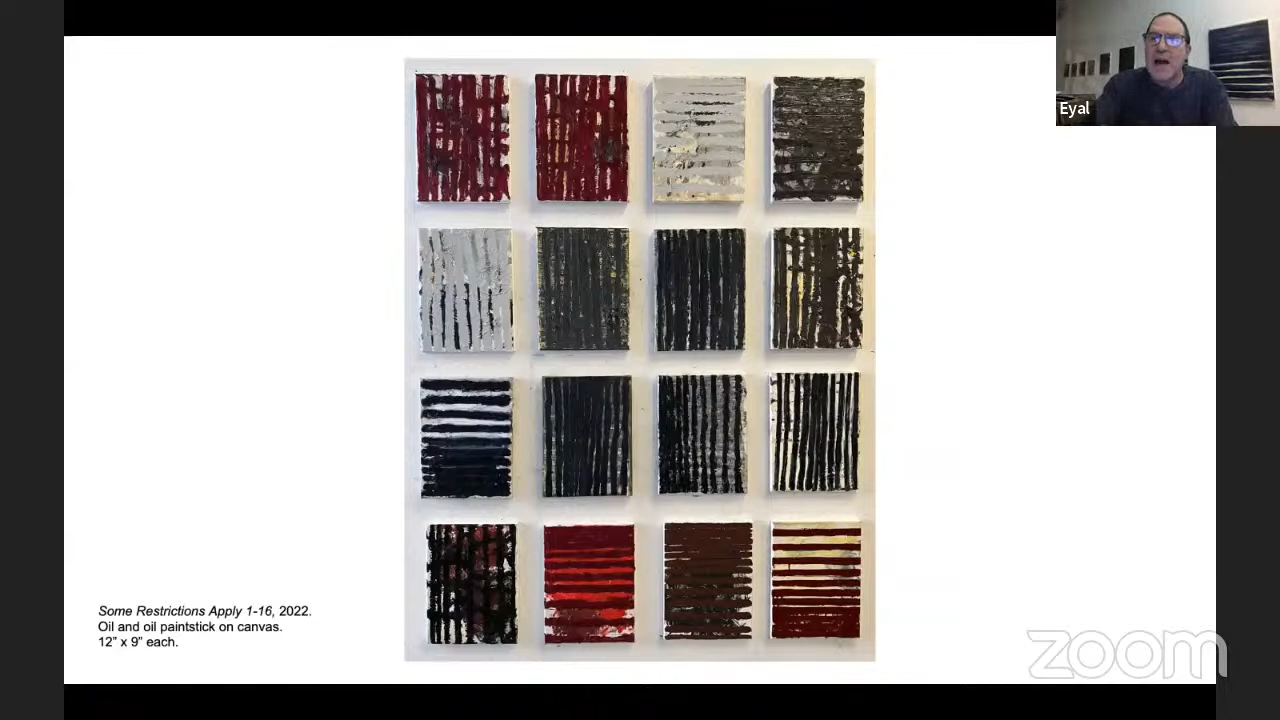 Eyal
Some Restrictions Apply 1-16, 2022.
Oil and oil paintstick on canvas.
12” x 9” each.
zoom